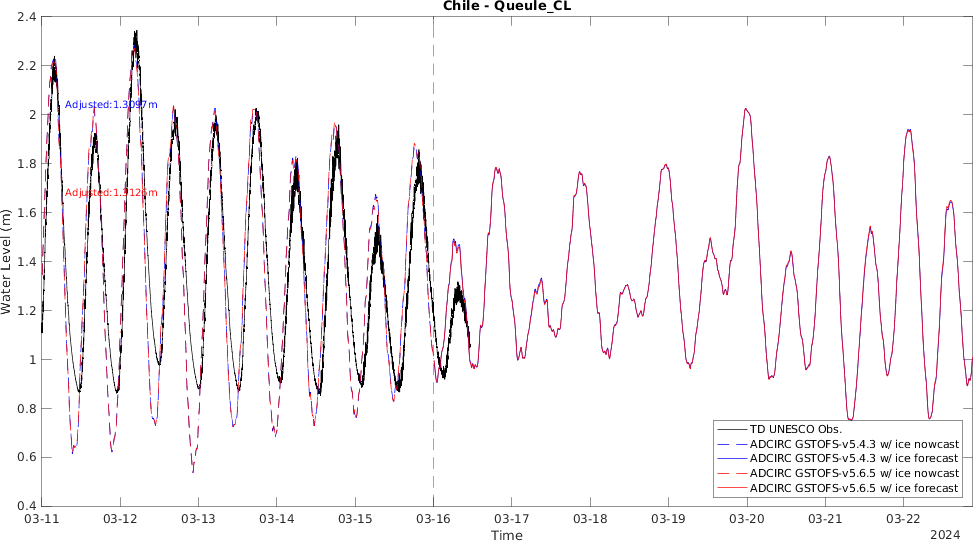 Chile - Queule_CL
2.4
2.2
2
1.8
1.6
1.4
1.2
1
0.8
0.6
0.4
Water Level (m)
Adjusted:1.3097m
Adjusted:1.3126m
TD UNESCO Obs.
ADCIRC GSTOFS-v5.4.3 w/ ice nowcast
ADCIRC GSTOFS-v5.4.3 w/ ice forecast
ADCIRC GSTOFS-v5.6.5 w/ ice nowcast
ADCIRC GSTOFS-v5.6.5 w/ ice forecast
03-11 03-12 03-13 03-14 03-15 03-16 03-17 03-18 03-19 03-20 03-21 03-22
Time
2024